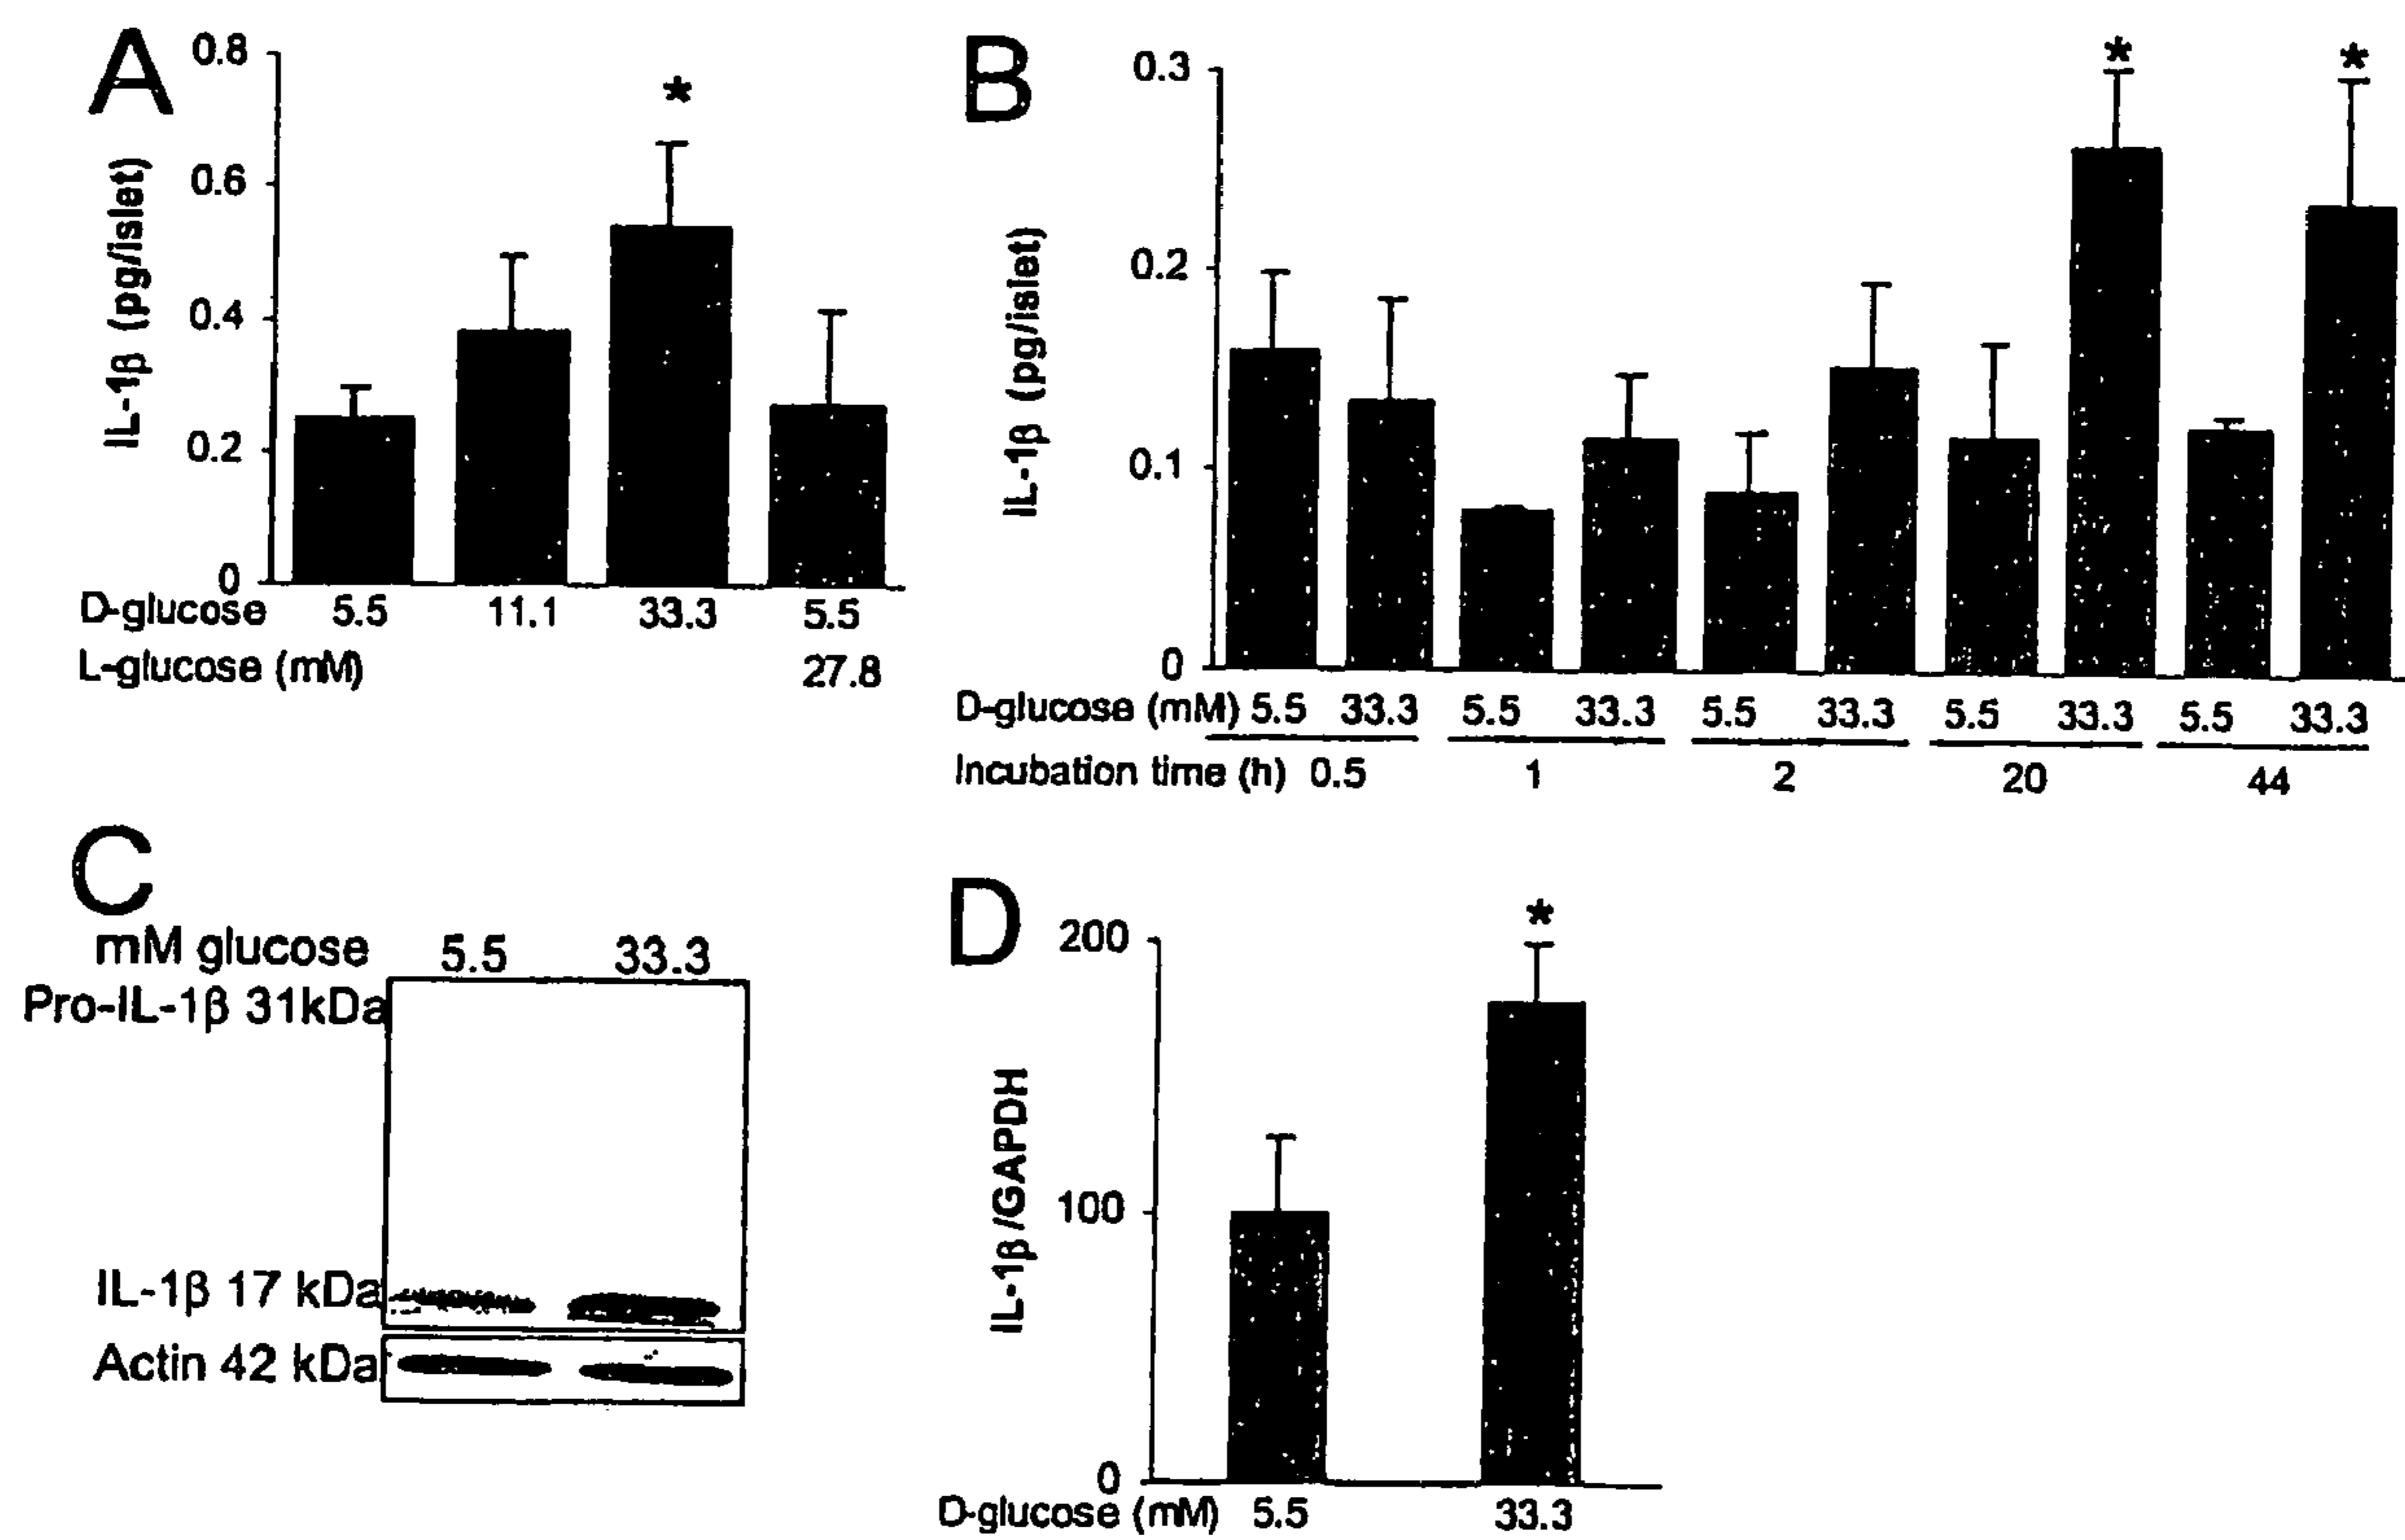 A
0.8
*
0.6
0.4
0.2
0
IL-1β (pg/islet)
D-glucose 5.5 11.1 33.3 5.5
L-glucose (mM) 27.8
B
0.3
* *
0.2
0.1
0
IL-1β (pg/islet)
D-glucose (mM) 5.5 33.3 5.5 33.3 5.5 33.3 5.5 33.3 5.5 33.3
Incubation time (h) 0.5 1 2 20 44
C
mM glucose 5.5 33.3
Pro-IL-1β 31kDa
IL-1β 17 kDa
Actin 42 kDa
D
200
*
100
0
IL-1β/GAPDH
D-glucose (mM) 5.5 33.3